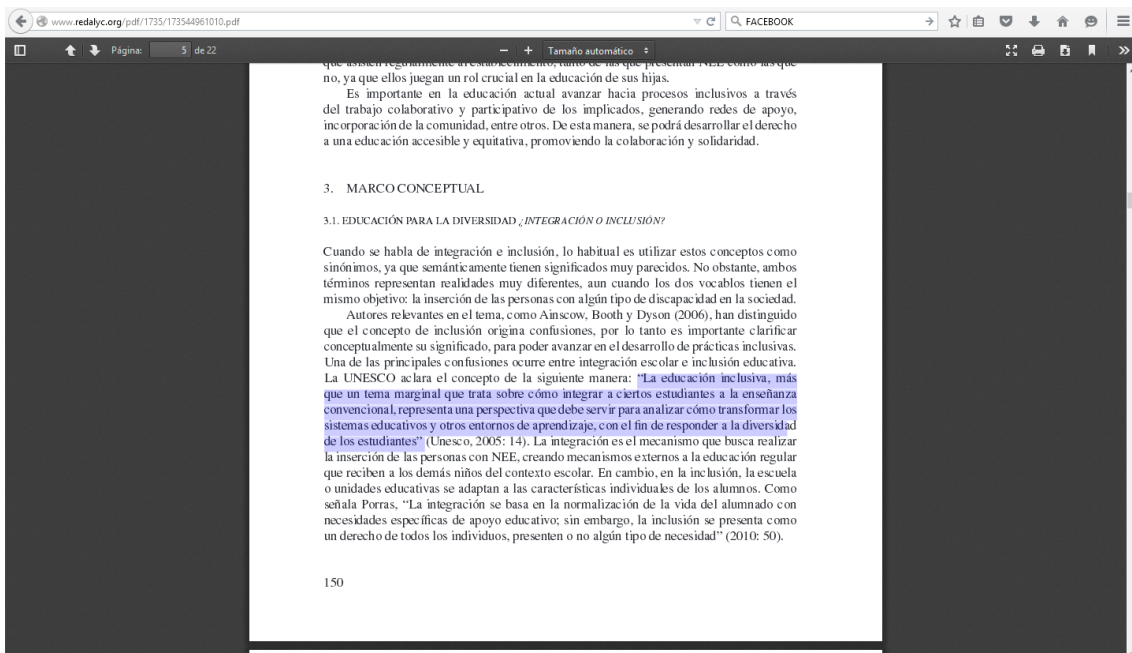 www.redalyc.org/pdf/1735/173544961010.pdf
FACEBOOK
Página: 5 de 22
Tamaño automático
que asisten regularmente al establecimiento, tanto de las que presentan NEE como las que
no, ya que ellos juegan un rol crucial en la educación de sus hijas.
Es importante en la educación actual avanzar hacia procesos inclusivos a través
del trabajo colaborativo y participativo de los implicados, generando redes de apoyo,
incorporación de la comunidad, entre otros. De esta manera, se podrá desarrollar el derecho
a una educación accesible y equitativa, promoviendo la colaboración y solidaridad.
3. MARCO CONCEPTUAL
3.1. EDUCACIÓN PARA LA DIVERSIDAD ¿INTEGRACIÓN O INCLUSIÓN?
Cuando se habla de integración e inclusión, lo habitual es utilizar estos conceptos como
sinónimos, ya que semánticamente tienen significados muy parecidos. No obstante, ambos
términos representan realidades muy diferentes, aun cuando los dos vocablos tienen el
mismo objetivo: la inserción de las personas con algún tipo de discapacidad en la sociedad.
Autores relevantes en el tema, como Ainscow, Booth y Dyson (2006), han distinguido
que el concepto de inclusión origina confusiones, por lo tanto es importante clarificar
conceptualmente su significado, para poder avanzar en el desarrollo de prácticas inclusivas.
Una de las principales confusiones ocurre entre integración escolar e inclusión educativa.
La UNESCO aclara el concepto de la siguiente manera: “La educación inclusiva, más
que un tema marginal que trata sobre cómo integrar a ciertos estudiantes a la enseñanza
convencional, representa una perspectiva que debe servir para analizar cómo transformar los
sistemas educativos y otros entornos de aprendizaje, con el fin de responder a la diversidad
de los estudiantes” (Unesco, 2005: 14). La integración es el mecanismo que busca realizar
la inserción de las personas con NEE, creando mecanismos externos a la educación regular
que reciben a los demás niños del contexto escolar. En cambio, en la inclusión, la escuela
o unidades educativas se adaptan a las características individuales de los alumnos. Como
señala Porras, “La integración se basa en la normalización de la vida del alumnado con
necesidades específicas de apoyo educativo; sin embargo, la inclusión se presenta como
un derecho de todos los individuos, presenten o no algún tipo de necesidad” (2010: 50).
150